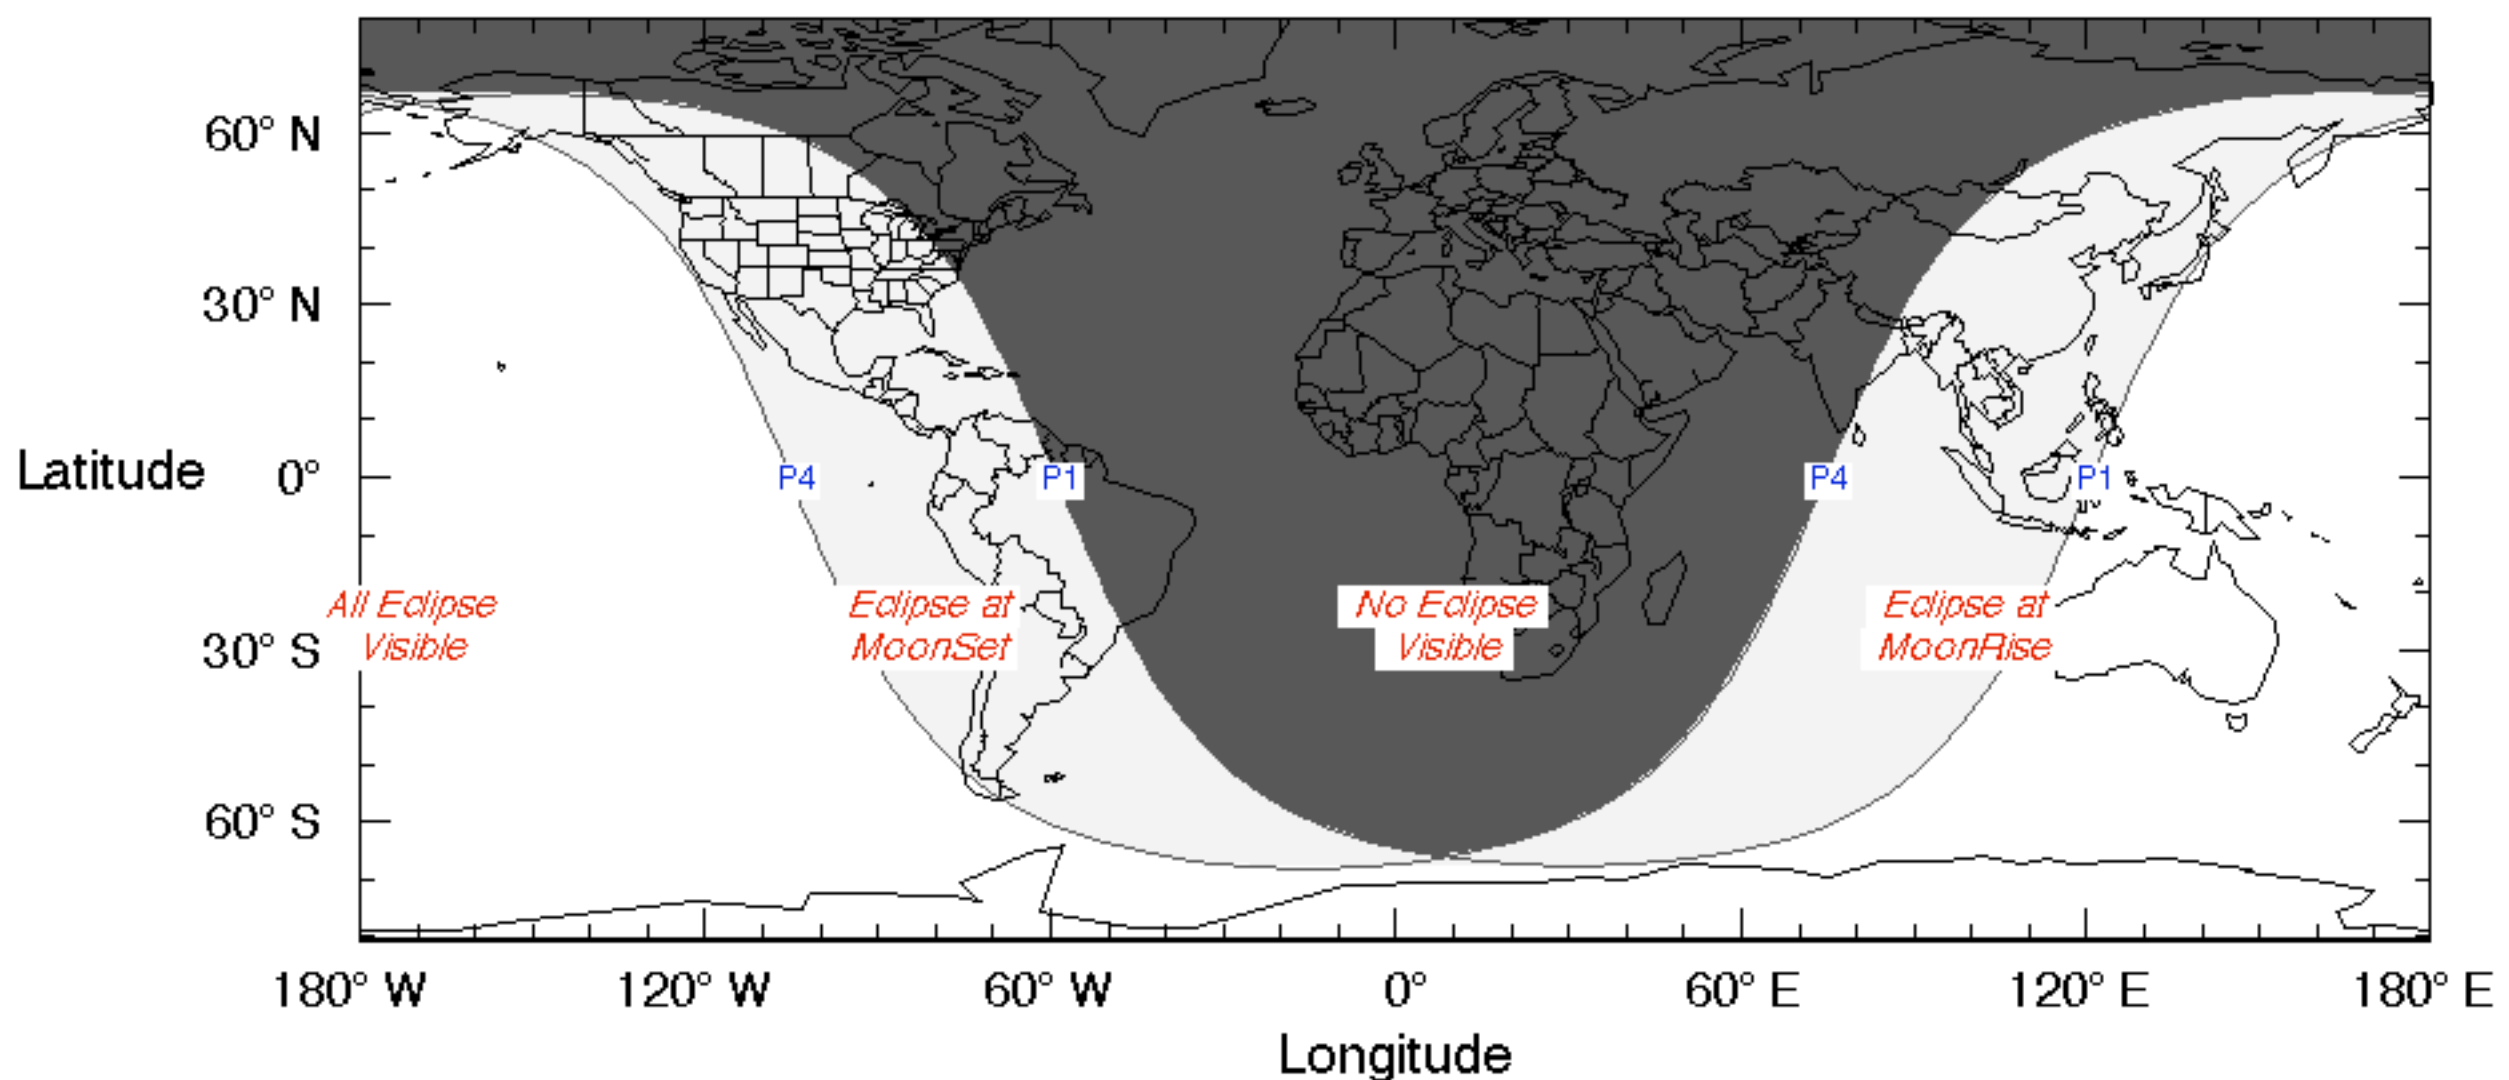 60° N
30° N
Latitude
0°
P4
P1
P4
P1
All Eclipse
Visible
Eclipse at
MoonSet
No Eclipse
Visible
Eclipse at
MoonRise
30° S
60° S
180° W
120° W
60° W
0°
60° E
120° E
180° E
Longitude